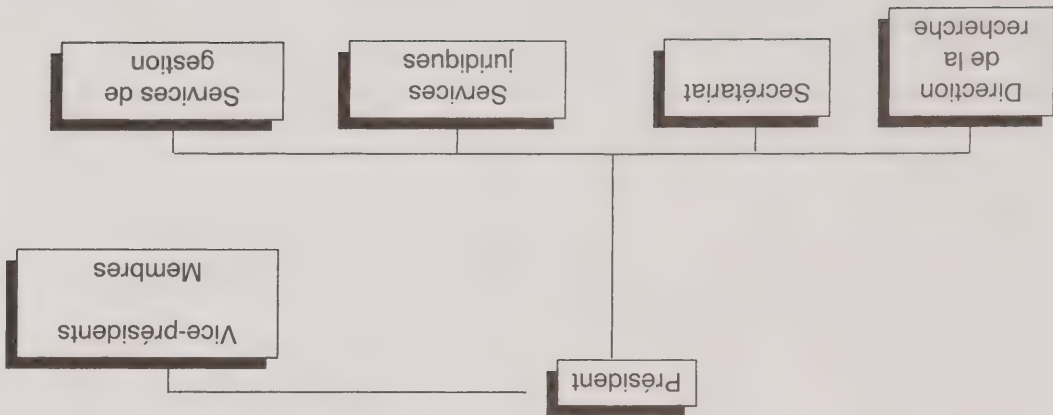 Président
Vice-présidents
Membres
Direction
de la
recherche
Secrétariat
Services
juridiques
Services de
gestion